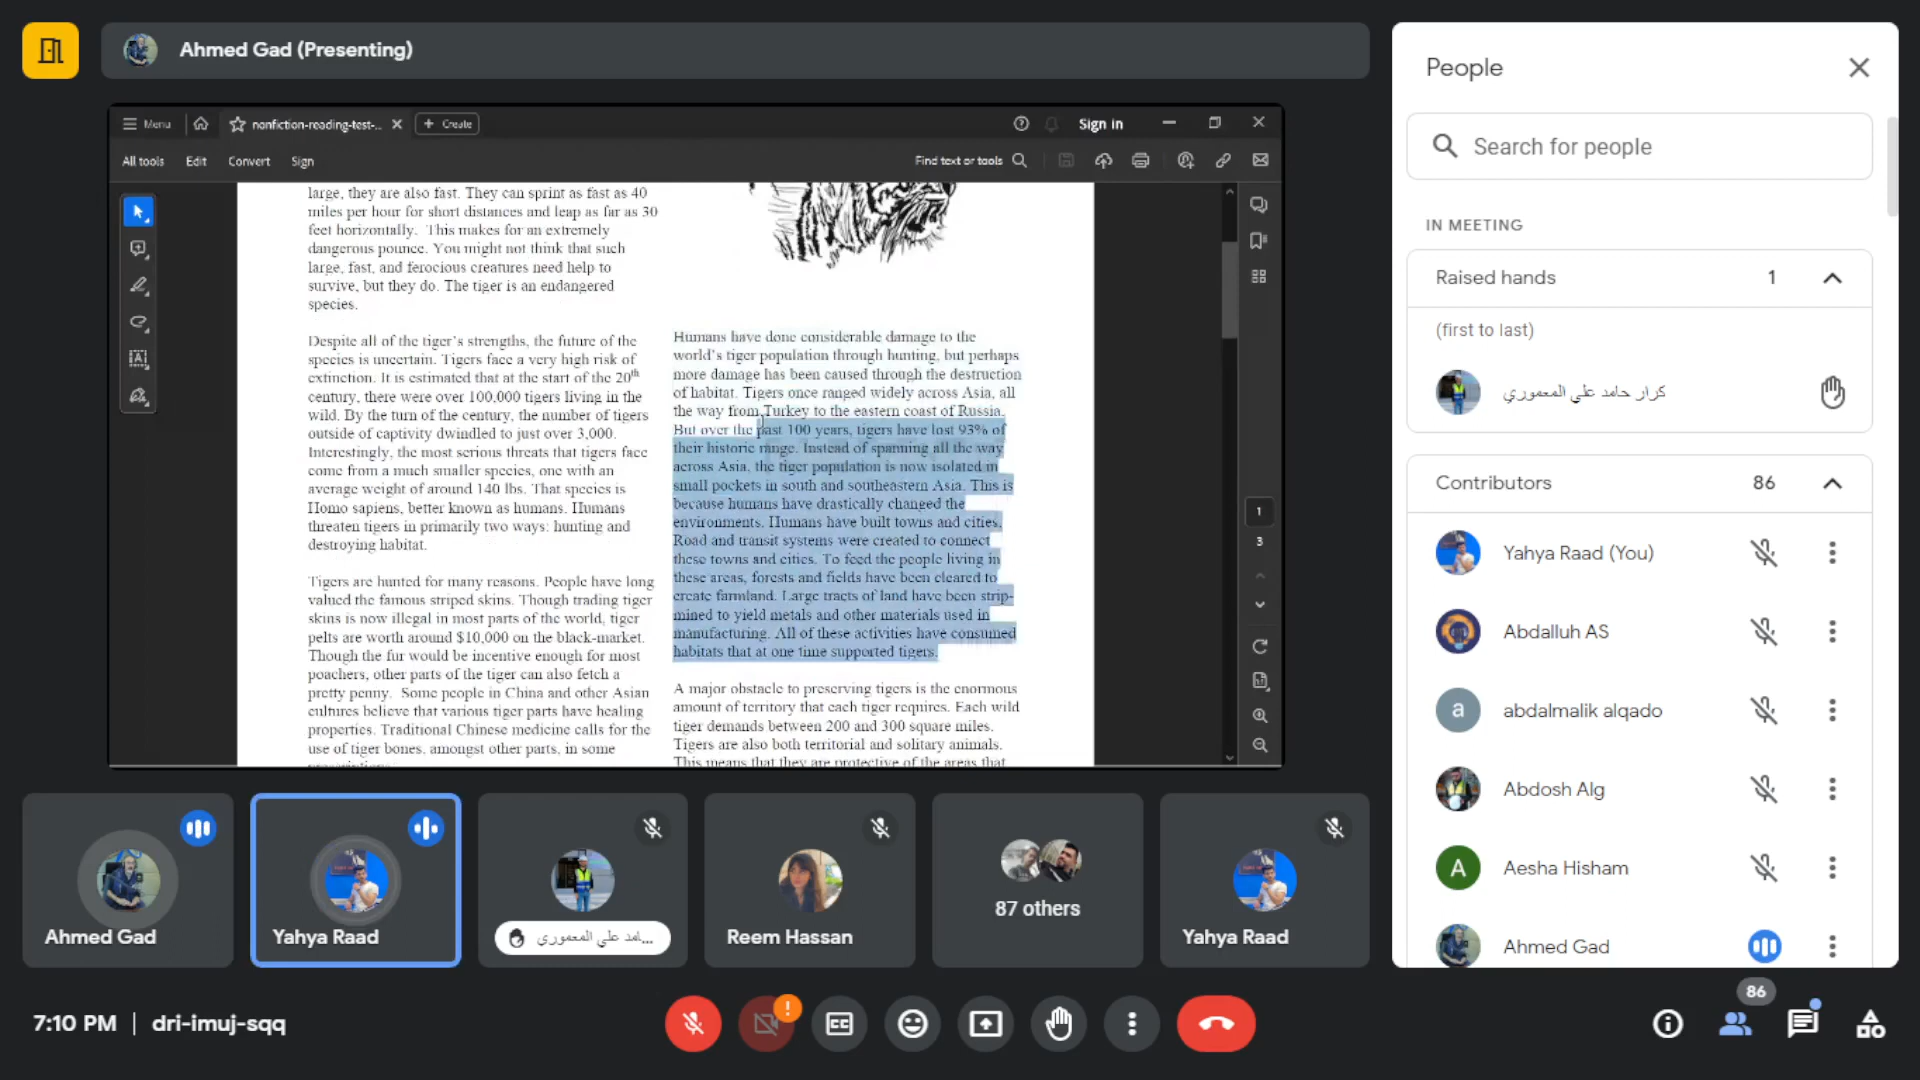 Ahmed Gad (Presenting)
Menu
nonfiction-reading-test-..
+ Create
Sign in
All tools
Edit
Convert
Sign
Find text or tools
large, they are also fast. They can sprint as fast as 40
miles per hour for short distances and leap as far as 30
feet horizontally. This makes for an extremely
dangerous pounce. You might not think that such
large, fast, and ferocious creatures need help to
survive, but they do. The tiger is an endangered
species.
Despite all of the tiger's strengths, the future of the
species is uncertain. Tigers face a very high risk of
extinction. It is estimated that at the start of the 20th
century, there were over 100,000 tigers living in the
wild. By the turn of the century, the number of tigers
outside of captivity dwindled to just over 3,000.
Interestingly, the most serious threats that tigers face
come from a much smaller species, one with an
average weight of around 140 lbs. That species is
Homo sapiens, better known as humans. Humans
threaten tigers in primarily two ways: hunting and
destroying habitat.
Tigers are hunted for many reasons. People have long
valued the famous striped skins. Though trading tiger
skins is now illegal in most parts of the world, tiger
pelts are worth around $10,000 on the black-market.
Though the fur would be incentive enough for most
poachers, other parts of the tiger can also fetch a
pretty penny. Some people in China and other Asian
cultures believe that various tiger parts have healing
properties. Traditional Chinese medicine calls for the
use of tiger bones, amongst other parts, in some
prescriptions.
Humans have done considerable damage to the
world's tiger population through hunting, but perhaps
more damage has been caused through the destruction
of habitat. Tigers once ranged widely across Asia, all
the way from Turkey to the eastern coast of Russia.
But over the past 100 years, tigers have lost 93% of
their historic range. Instead of spanning all the way
across Asia, the tiger population is now isolated in
small pockets in south and southeastern Asia. This is
because humans have drastically changed the
environments. Humans have built towns and cities.
Road and transit systems were created to connect
these towns and cities. To feed the people living in
these areas, forests and fields have been cleared to
create farmland. Large tracts of land have been strip-
mined to yield metals and other materials used in
manufacturing. All of these activities have consumed
habitats that at one time supported tigers.
A major obstacle to preserving tigers is the enormous
amount of territory that each tiger requires. Each wild
tiger demands between 200 and 300 square miles.
Tigers are also both territorial and solitary animals.
This means that they are protective of the areas that
1
3
Ahmed Gad
Yahya Raad
...امد علي المعموري
Reem Hassan
87 others
Yahya Raad
7:10 PM | dri-imuj-sqq
86
People
Search for people
IN MEETING
Raised hands 1
(first to last)
كرار حامد علي المعموري
Contributors 86
Yahya Raad (You)
Abdalluh AS
a
abdalmalik alqado
Abdosh Alg
A
Aesha Hisham
Ahmed Gad